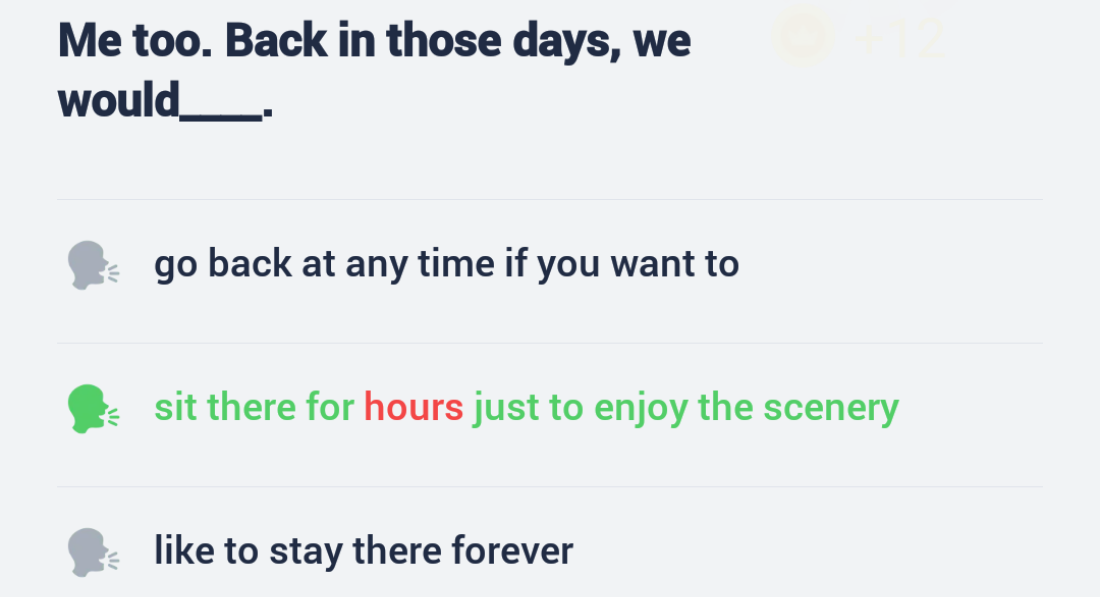 Me too. Back in those days, we
would____.
+12
go back at any time if you want to
sit there for hours just to enjoy the scenery
like to stay there forever